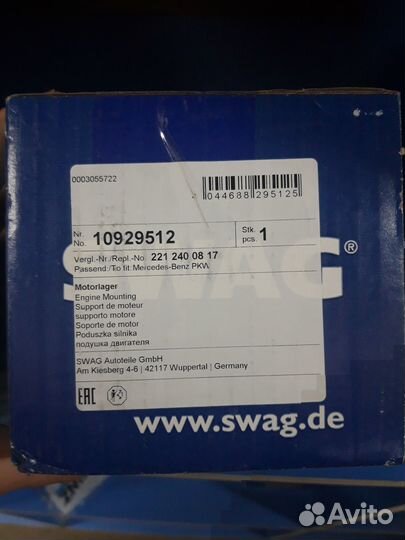 0003055722
2 044688 295125
Nr.
No. 10929512
Stk.
pcs. 1
Vergl.-Nr./Repl.-No. 221 240 08 17
Passend:/To fit Mercedes-Benz PKW
Motorlager
Engine Mounting
Support de moteur
supporto motore
Soporte de motor
Poduszka silnika
подушка двигателя
SWAG Autoteile GmbH
Am Kiesberg 4-6 | 42117 Wuppertal | Germany
EAC
SWAG®
www.swag.de
Avito